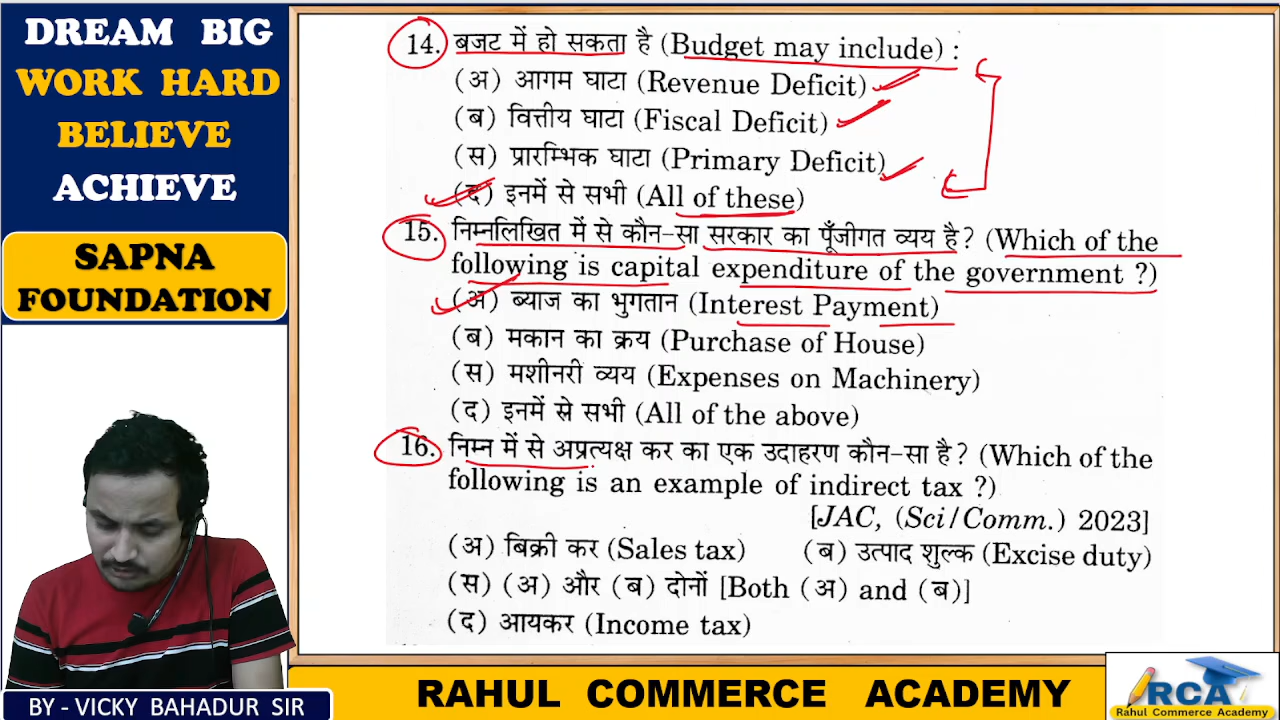 DREAM BIG
WORK HARD
BELIEVE
ACHIEVE
SAPNA
FOUNDATION
14. बजट में हो सकता है (Budget may include) :
(अ) आगम घाटा (Revenue Deficit)
(ब) वित्तीय घाटा (Fiscal Deficit)
(स) प्रारम्भिक घाटा (Primary Deficit)
(द) इनमें से सभी (All of these)
15. निम्नलिखित में से कौन-सा सरकार का पूँजीगत व्यय है? (Which of the
following is capital expenditure of the government ?)
(अ) ब्याज का भुगतान (Interest Payment)
(ब) मकान का क्रय (Purchase of House)
(स) मशीनरी व्यय (Expenses on Machinery)
(द) इनमें से सभी (All of the above)
16. निम्न में से अप्रत्यक्ष कर का एक उदाहरण कौन-सा है? (Which of the
following is an example of indirect tax ?)
[JAC, (Sci/Comm.) 2023]
(अ) बिक्री कर (Sales tax) (ब) उत्पाद शुल्क (Excise duty)
(स) (अ) और (ब) दोनों [Both (अ) and (ब)]
(द) आयकर (Income tax)
BY - VICKY BAHADUR SIR
RAHUL COMMERCE ACADEMY
RCA
Rahul Commerce Academy